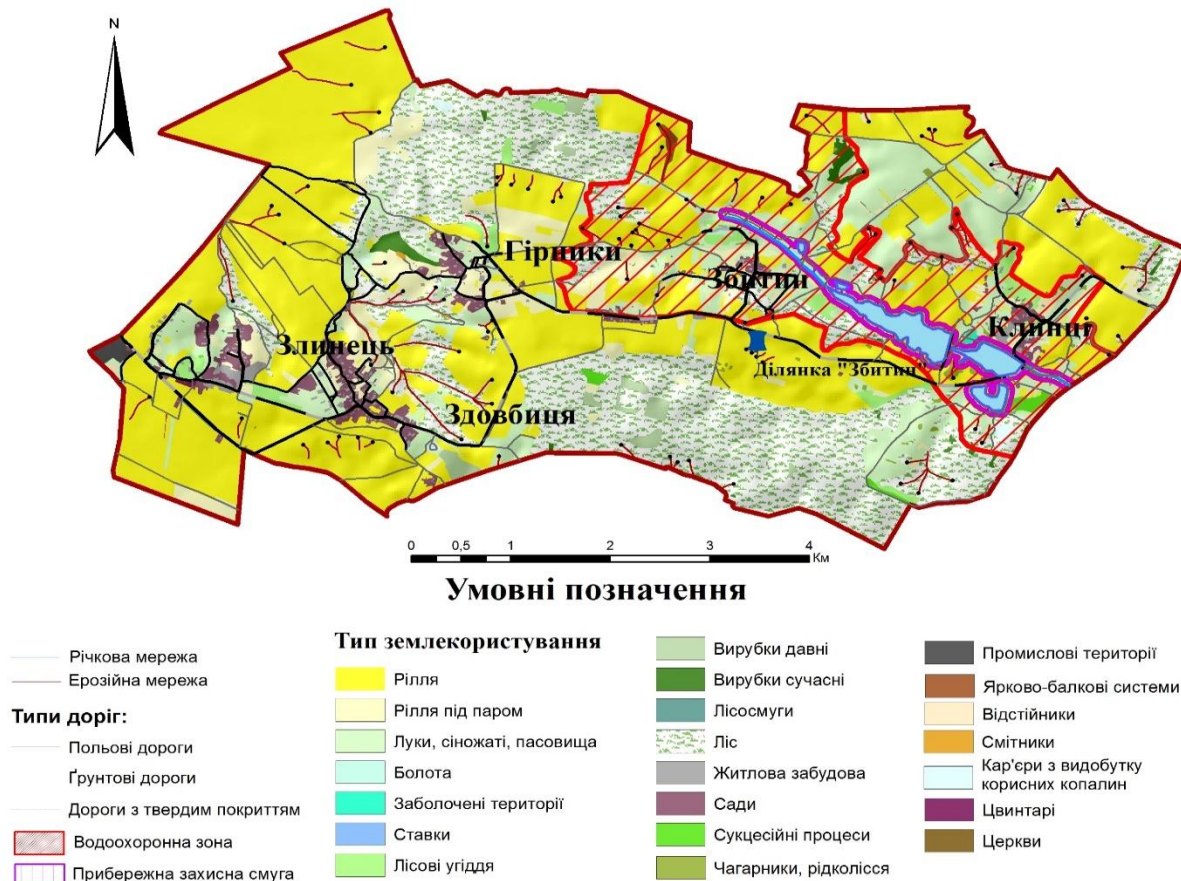 N
Гірники
Збитин
Клинці
Злинець
Ділянка "Збитин"
Здовбиця
0 0,5 1 2 3 4
Км
Умовні позначення
Річкова мережа
Ерозійна мережа
Типи доріг:
Польові дороги
Ґрунтові дороги
Дороги з твердим покриттям
Водоохоронна зона
Прибережна захисна смуга
Тип землекористування
Рілля
Рілля під паром
Луки, сіножаті, пасовища
Болота
Заболочені території
Ставки
Лісові угіддя
Вирубки давні
Вирубки сучасні
Лісосмуги
Ліс
Житлова забудова
Сади
Сукцесійні процеси
Чагарники, рідколісся
Промислові території
Ярково-балкові системи
Відстійники
Смітники
Кар'єри з видобутку
корисних копалин
Цвинтарі
Церкви